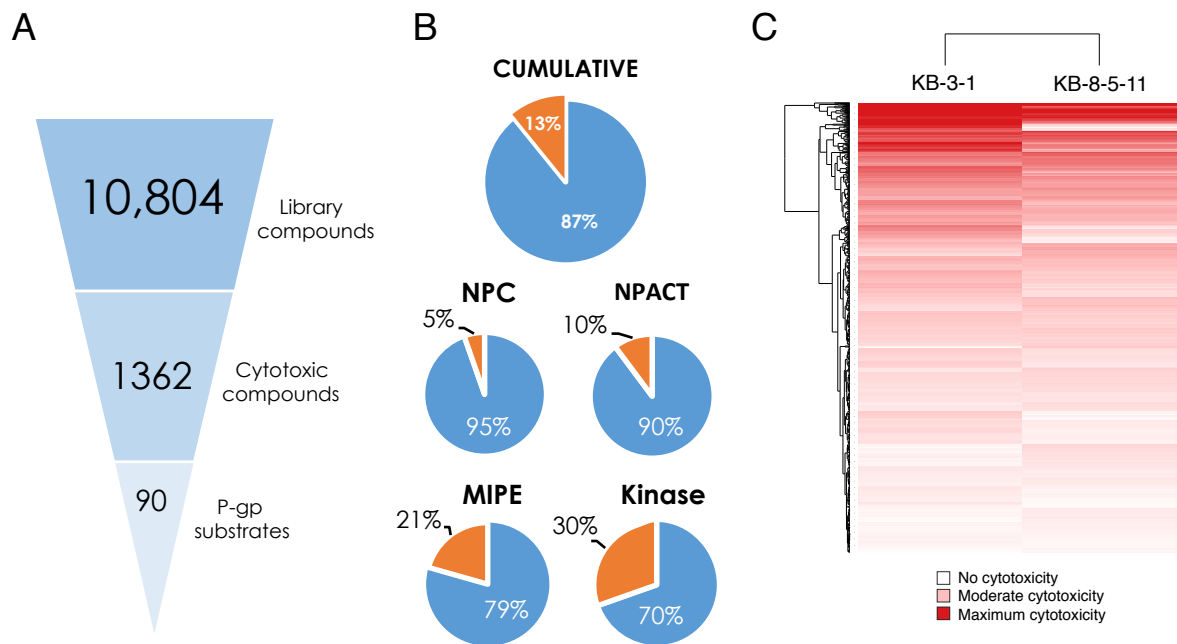 A
10,804
Library
compounds
1362
Cytotoxic
compounds
90
P-gp
substrates
B
CUMULATIVE
13%
87%
NPC
5%
95%
NPACT
10%
90%
MIPE
21%
79%
Kinase
30%
70%
C
KB-3-1
KB-8-5-11
No cytotoxicity
Moderate cytotoxicity
Maximum cytotoxicity